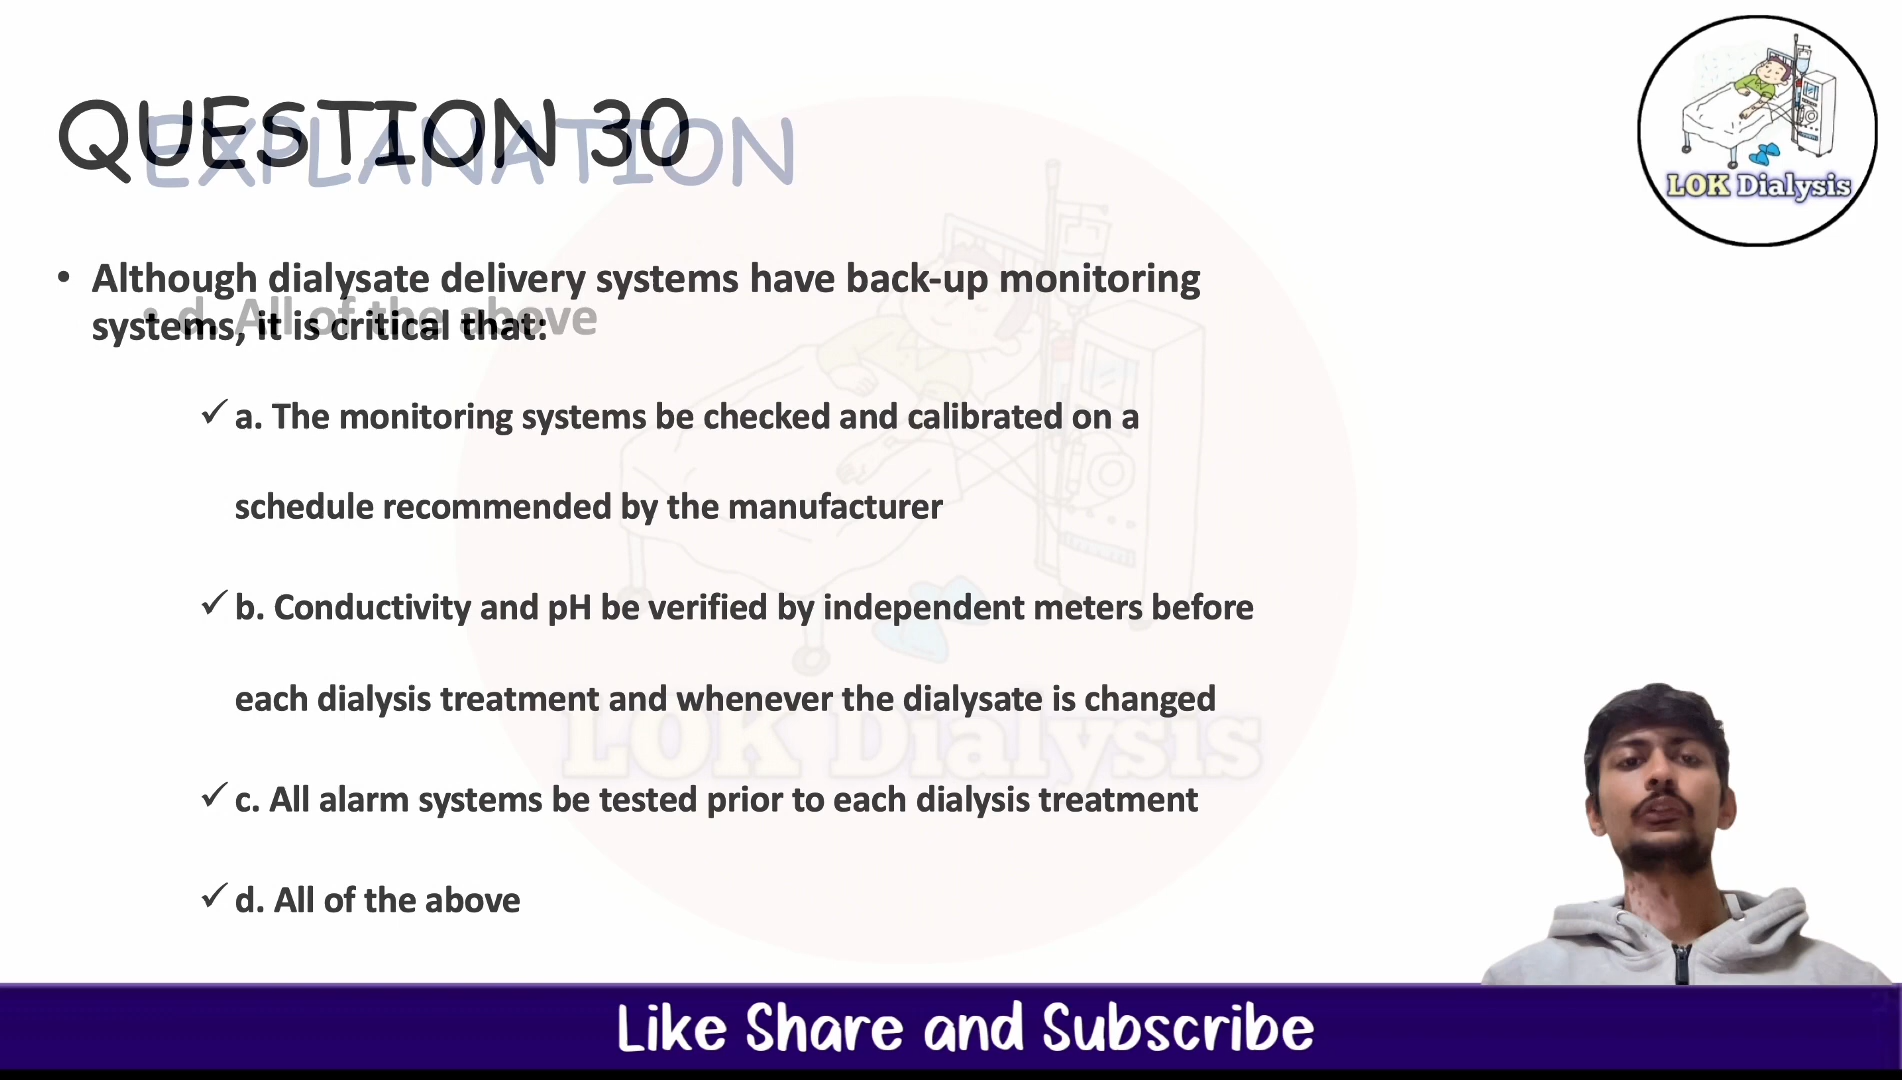 QUESTION 30
EXPLANATION
LOK Dialysis
• Although dialysate delivery systems have back-up monitoring
systems, it is critical that:
• d. All of the above
✓ a. The monitoring systems be checked and calibrated on a
schedule recommended by the manufacturer
✓ b. Conductivity and pH be verified by independent meters before
each dialysis treatment and whenever the dialysate is changed
LOK Dialysis
✓ c. All alarm systems be tested prior to each dialysis treatment
✓ d. All of the above
Like Share and Subscribe